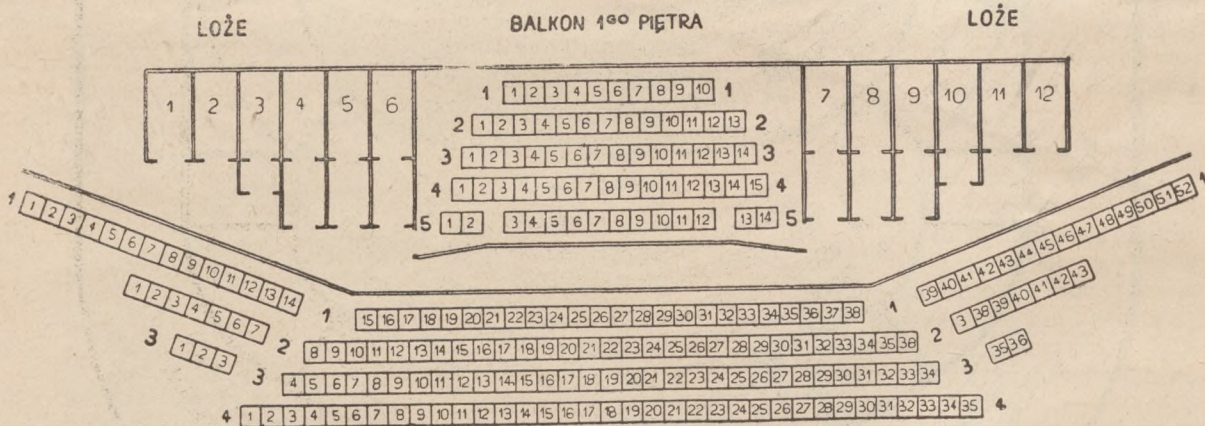 LOŻE BALKON 1GO PIĘTRA LOŻE
1 2 3 4 5 6
1 1 2 3 4 5 6 7 8 9 10 1
2 1 2 3 4 5 6 7 8 9 10 11 12 13 2
3 1 2 3 4 5 6 7 8 9 10 11 12 13 14 3
4 1 2 3 4 5 6 7 8 9 10 11 12 13 14 15 4
5 1 2 3 4 5 6 7 8 9 10 11 12 13 14 5
7 8 9 10 11 12
1 1 2 3 4 5 6 7 8 9 10 11 12 13 14
1 15 16 17 18 19 20 21 22 23 24 25 26 27 28 29 30 31 32 33 34 35 36 37 38 1
39 40 41 42 43 44 45 46 47 48 49 50 51 52 1
1 2 3 4 5 6 7
2 8 9 10 11 12 13 14 15 16 17 18 19 20 21 22 23 24 25 26 27 28 29 30 31 32 33 34 35 38 2
3 38 39 40 41 42 43
3 1 2 3
3 4 5 6 7 8 9 10 11 12 13 14 15 16 17 18 19 20 21 22 23 24 25 26 27 28 29 30 31 32 33 34 3
35 36
4 1 2 3 4 5 6 7 8 9 10 11 12 13 14 15 16 17 18 19 20 21 22 23 24 25 26 27 28 29 30 31 32 33 34 35 4